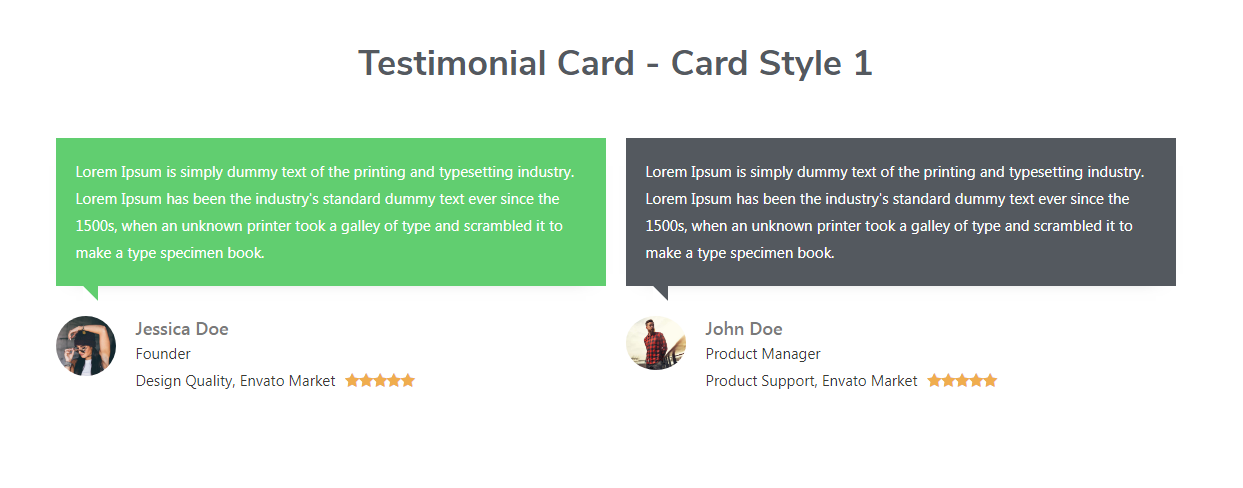 Testimonial Card - Card Style 1
Lorem Ipsum is simply dummy text of the printing and typesetting industry.
Lorem Ipsum has been the industry's standard dummy text ever since the
1500s, when an unknown printer took a galley of type and scrambled it to
make a type specimen book.
Jessica Doe
Founder
Design Quality, Envato Market
Lorem Ipsum is simply dummy text of the printing and typesetting industry.
Lorem Ipsum has been the industry's standard dummy text ever since the
1500s, when an unknown printer took a galley of type and scrambled it to
make a type specimen book.
John Doe
Product Manager
Product Support, Envato Market